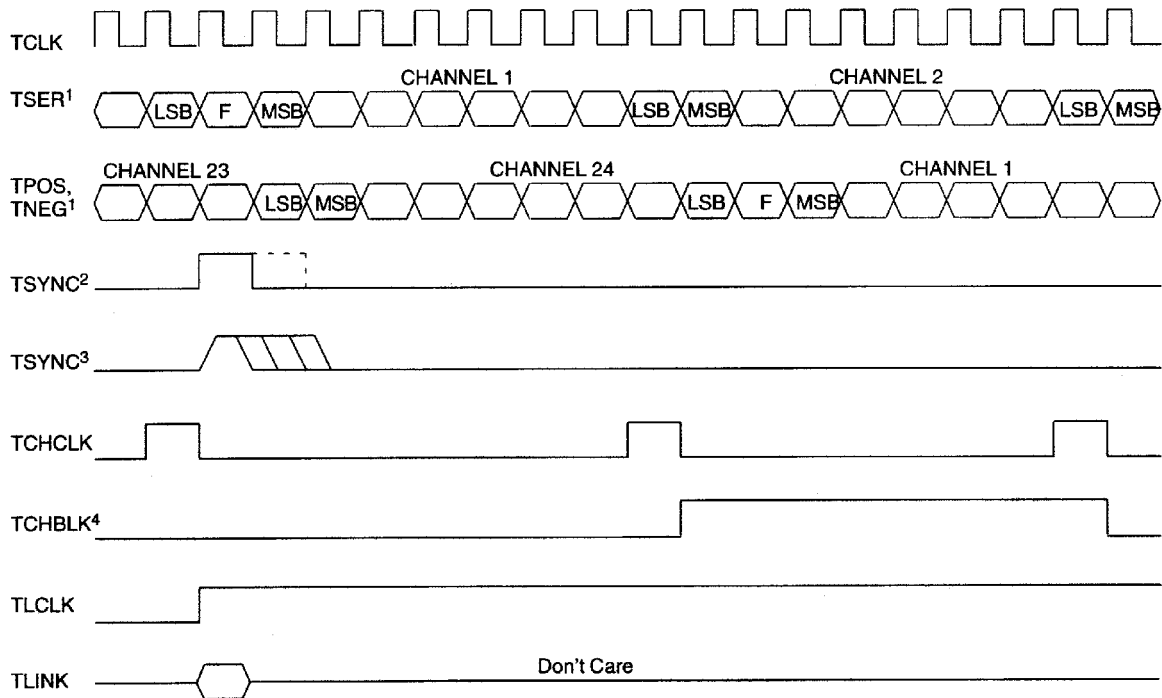 TCLK
CHANNEL 1 CHANNEL 2
TSER¹ LSB F MSB LSB MSB LSB MSB
CHANNEL 23 CHANNEL 24 CHANNEL 1
TPOS,
TNEG¹ LSB MSB LSB F MSB
TSYNC²
TSYNC³
TCHCLK
TCHBLK⁴
TLCLK
TLINK Don't Care